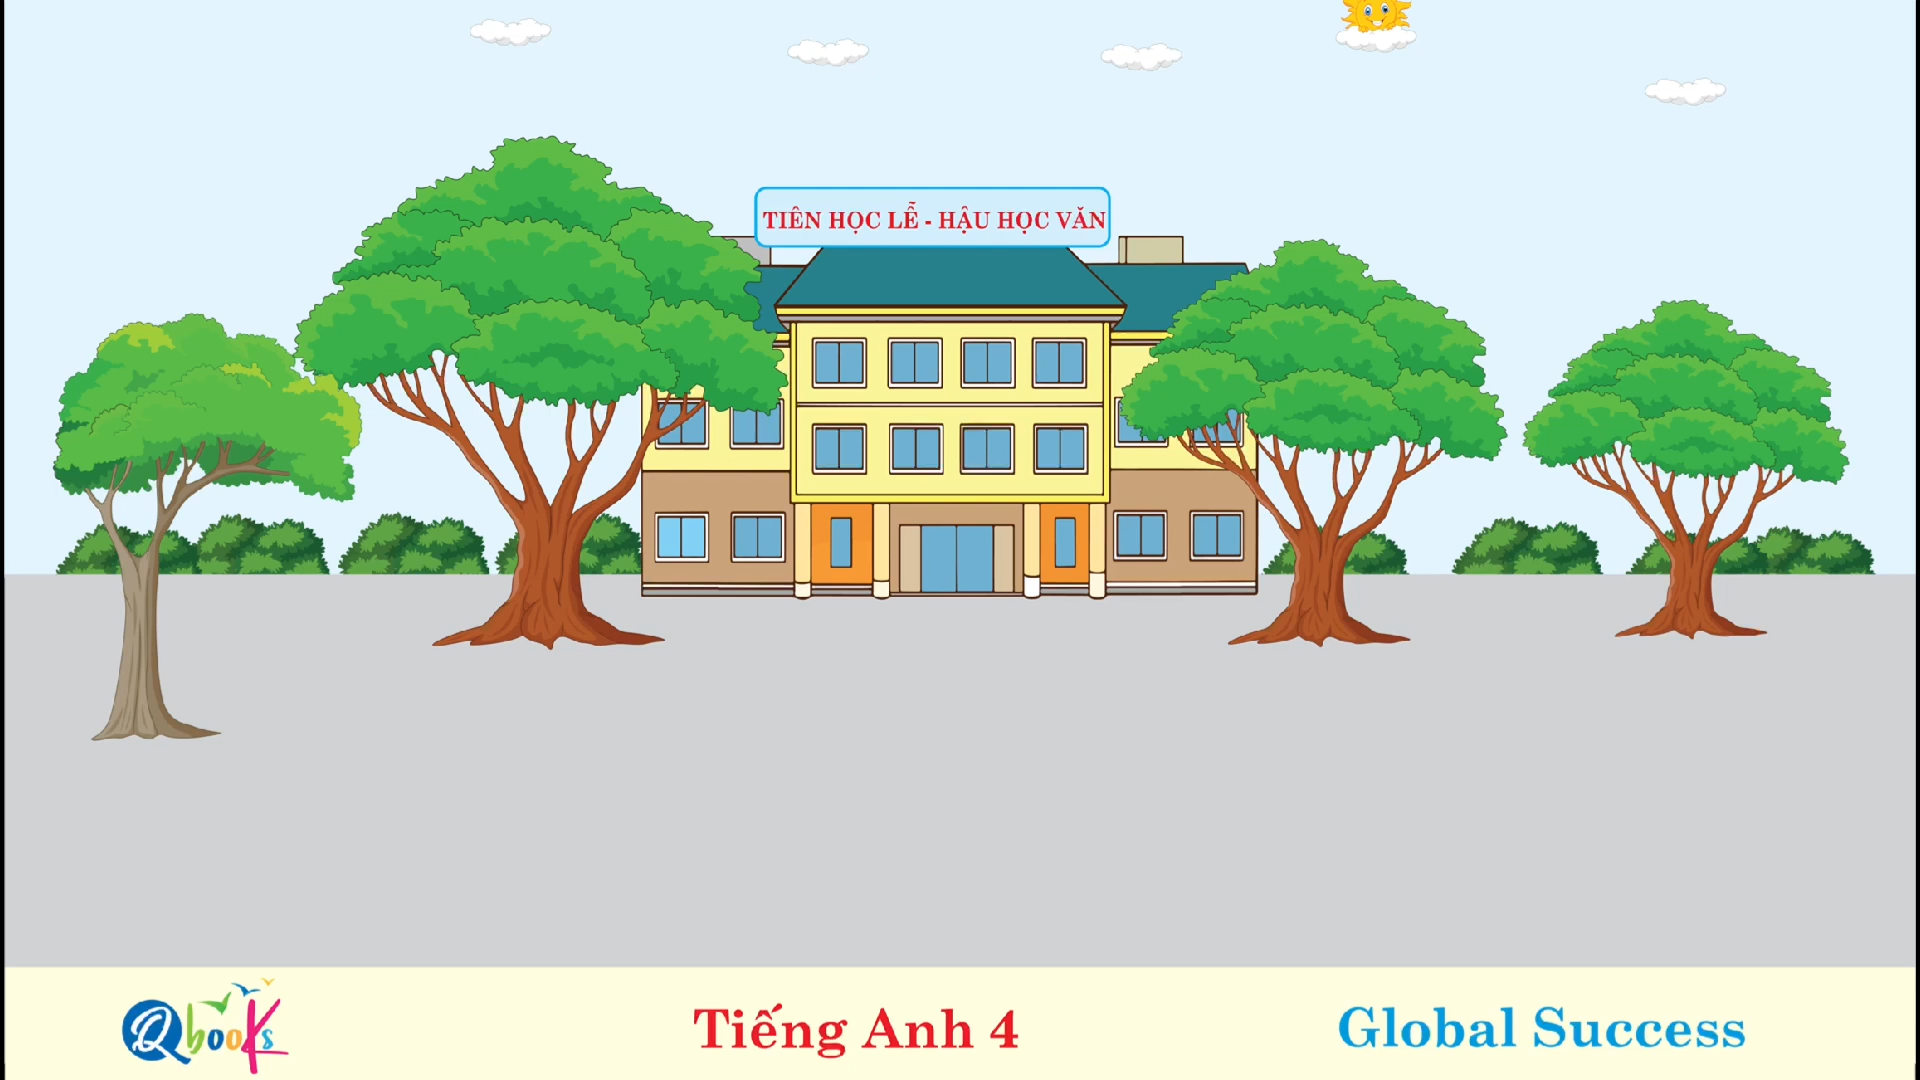 TIÊN HỌC LỄ - HẬU HỌC VĂN
Qbooks
Tiếng Anh 4
Global Success